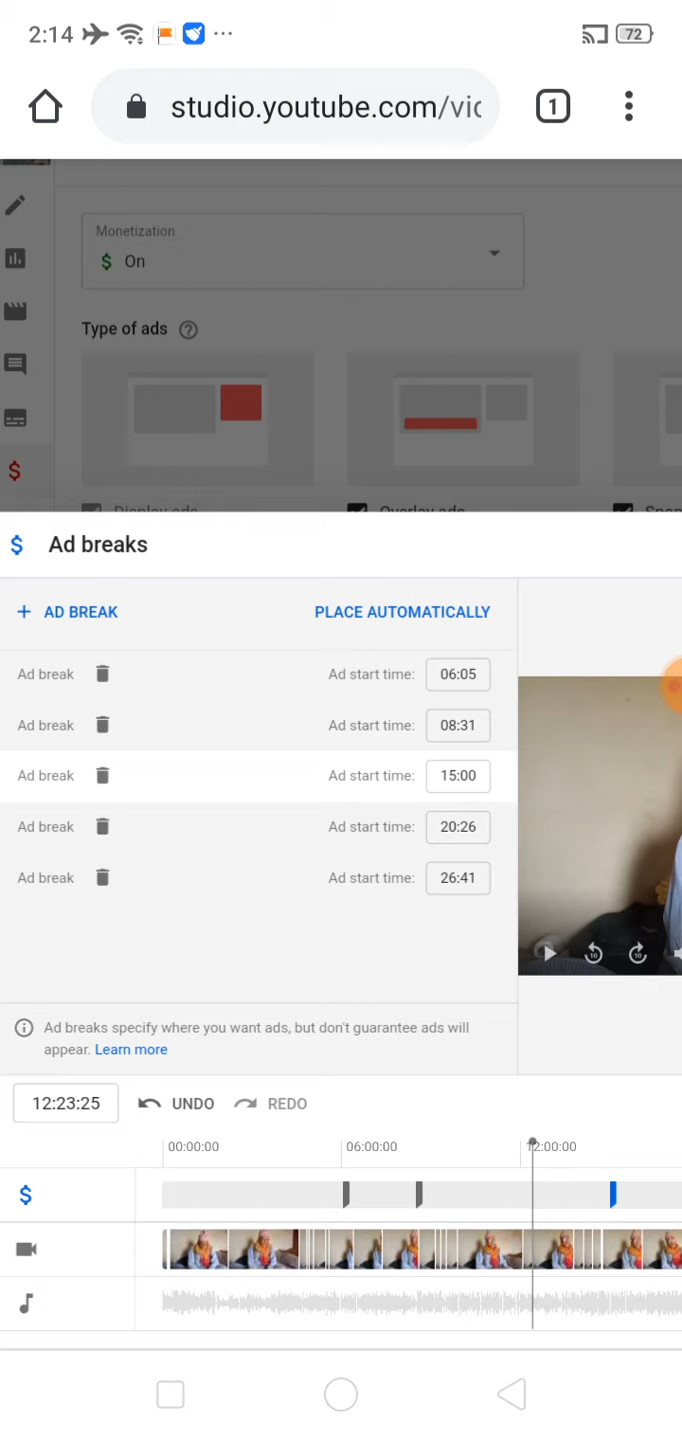 2:14 72
1 studio.youtube.com/vic
Monetization
$ On
Type of ads ?
Display ads Overlay ads
$ Ad breaks
+ AD BREAK PLACE AUTOMATICALLY
Ad break Ad start time: 06:05
Ad break Ad start time: 08:31
Ad break Ad start time: 15:00
Ad break Ad start time: 20:26
Ad break Ad start time: 26:41
Ad breaks specify where you want ads, but don't guarantee ads will
appear. Learn more
12:23:25 UNDO REDO
00:00:00 06:00:00 12:00:00
$